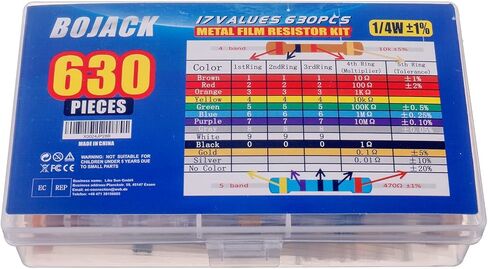 BOJACK
17 VALUES 630PCS
METAL FILM RESISTOR KIT
1/4W ±1%
630
PIECES
MADE IN CHINA
WARNING: NOT SUITABLE FOR
CHILDREN UNDER 5 YEARS DUE
TO SMALL PARTS
EC REP
4 band 10k±5%
Color 1stRing 2ndRing 3rdRing 4th Ring (Multiplier) 5th Ring (Tolerance)
Brown 1 1 1 10Ω ±1%
Red 2 2 2 100Ω ±2%
Orange 3 3 3 1KΩ
Yellow 4 4 4 10kΩ
Green 5 5 5 100KΩ ±0.5%
Blue 6 6 6 1MΩ ±0.25%
Purple 7 7 7 10MΩ ±0.10%
Gray
White 9 9 9
Black 0 0 0 1Ω
Gold 0.1Ω ±5%
Silver 0.01Ω ±10%
No Color ±20%
5 band 470Ω ±1%